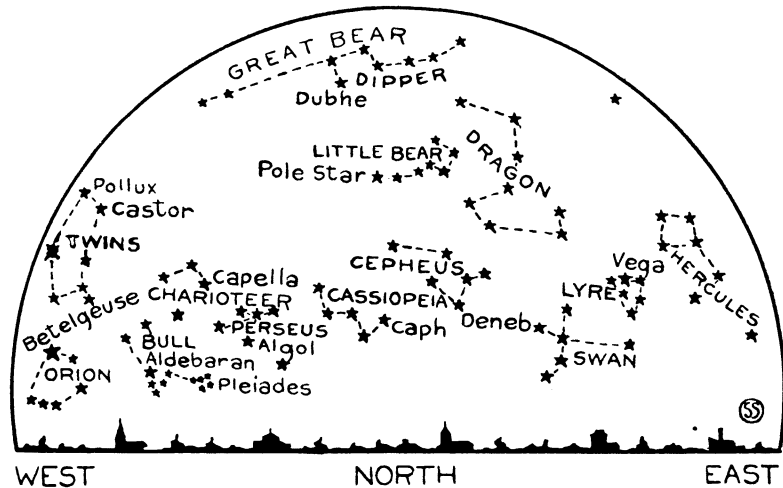 GREAT BEAR
DIPPER
Dubhe
LITTLE BEAR
Pole Star
DRAGON
Pollux
Castor
TWINS
Capella
CHARIOTEER
Betelgeuse
CEPHEUS
CASSIOPEIA
Caph
Vega
LYRE
HERCULES
Deneb
PERSEUS
Algol
BULL
Aldebaran
Pleiades
ORION
SWAN
SS
WEST NORTH EAST